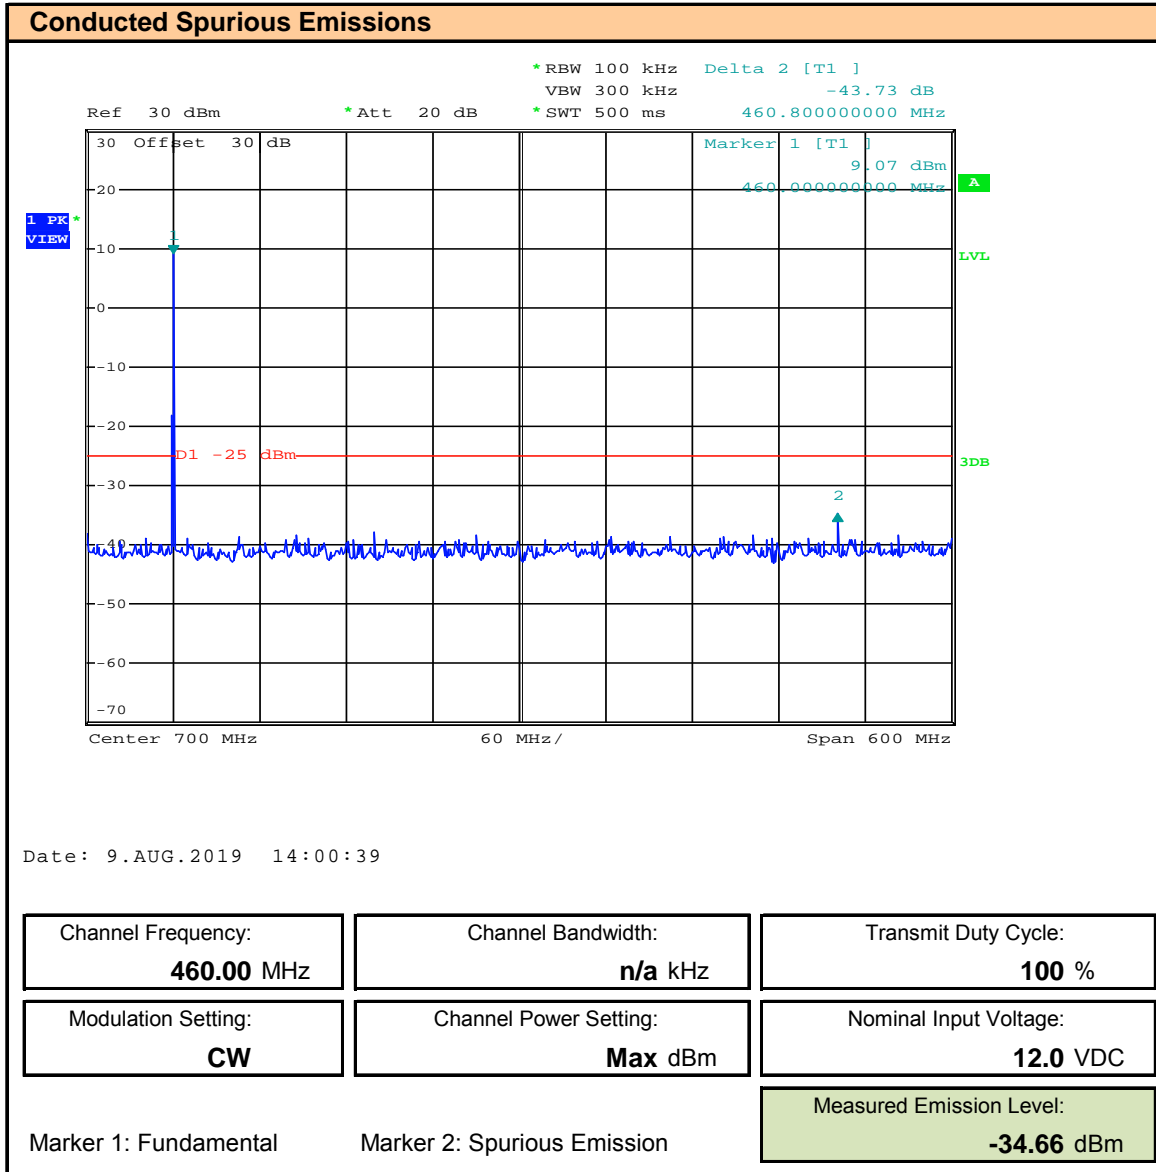 Conducted Spurious Emissions
*RBW 100 kHz Delta 2 [T1 ]
VBW 300 kHz -43.73 dB
Ref 30 dBm *Att 20 dB *SWT 500 ms 460.800000000 MHz
30 Offset 30 dB Marker 1 [T1 ]
9.07 dBm
20 460.000000000 MHz A
1 PK *
VIEW 1
10 LVL
0
-10
-20
D1 -25 dBm
3DB
-30
2
-40
-50
-60
-70
Center 700 MHz 60 MHz/ Span 600 MHz
Date: 9.AUG.2019 14:00:39
Channel Frequency: Channel Bandwidth: Transmit Duty Cycle:
460.00 MHz n/a kHz 100 %
Modulation Setting: Channel Power Setting: Nominal Input Voltage:
CW Max dBm 12.0 VDC
Measured Emission Level:
Marker 1: Fundamental Marker 2: Spurious Emission -34.66 dBm